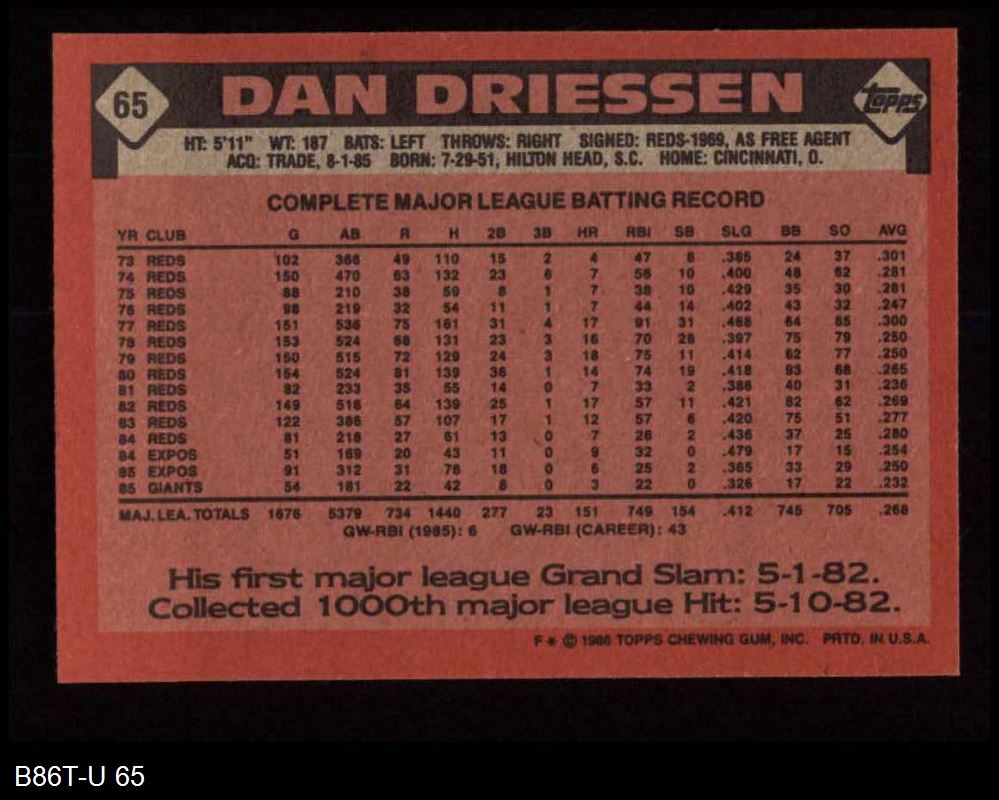 65 DAN DRIESSEN Topps
HT: 5'11" WT: 187 BATS: LEFT THROWS: RIGHT SIGNED: REDS-1969, AS FREE AGENT
ACQ: TRADE, 8-1-85 BORN: 7-29-51, HILTON HEAD, S.C. HOME: CINCINNATI, O.
COMPLETE MAJOR LEAGUE BATTING RECORD
YR CLUB G AB R H 2B 3B HR RBI SB SLG BB SO AVG
73 REDS 102 366 49 110 15 2 4 47 8 .385 24 37 .301
74 REDS 150 470 63 132 23 6 7 56 10 .400 48 62 .281
75 REDS 88 210 38 59 8 1 7 38 10 .429 35 30 .281
76 REDS 98 219 32 54 11 1 7 44 14 .402 43 32 .247
77 REDS 151 536 75 161 31 4 17 91 31 .468 64 85 .300
78 REDS 153 524 68 131 23 3 16 70 28 .397 75 79 .250
79 REDS 150 515 72 129 24 3 18 75 11 .414 62 77 .250
80 REDS 154 524 81 139 36 1 14 74 19 .418 93 68 .265
81 REDS 82 233 35 55 14 0 7 33 2 .386 40 31 .236
82 REDS 149 516 64 139 25 1 17 57 11 .421 82 62 .269
83 REDS 122 386 57 107 17 1 12 57 6 .420 75 51 .277
84 REDS 81 218 27 61 13 0 7 28 2 .436 37 25 .280
84 EXPOS 51 169 20 43 11 0 9 32 0 .479 17 15 .254
85 EXPOS 91 312 31 78 18 0 6 25 2 .365 33 29 .250
85 GIANTS 54 181 22 42 8 0 3 22 0 .326 17 22 .232
MAJ. LEA. TOTALS 1676 5379 734 1440 277 23 151 749 154 .412 745 705 .268
GW-RBI (1985): 6 GW-RBI (CAREER): 43
His first major league Grand Slam: 5-1-82.
Collected 1000th major league Hit: 5-10-82.
F * © 1986 TOPPS CHEWING GUM, INC. PRTD. IN U.S.A.
B86T-U 65